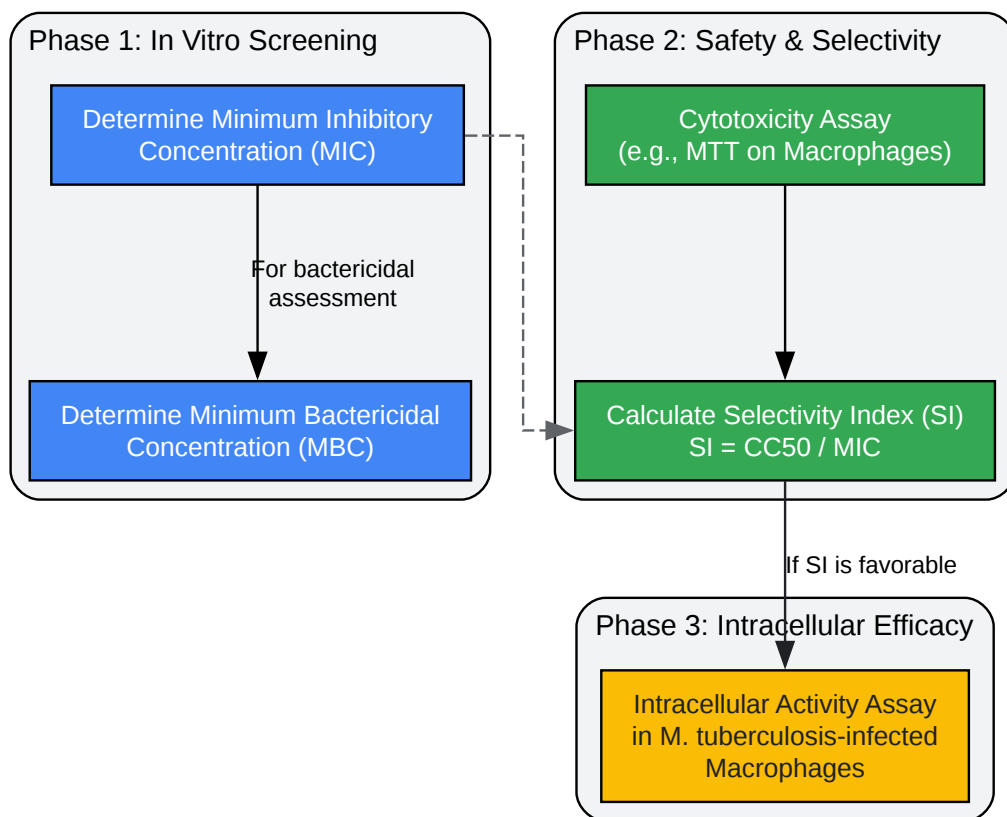 Phase 1: In Vitro Screening
Determine Minimum Inhibitory
Concentration (MIC)
For bactericidal
assessment
Determine Minimum Bactericidal
Concentration (MBC)
Phase 2: Safety & Selectivity
Cytotoxicity Assay
(e.g., MTT on Macrophages)
Calculate Selectivity Index (SI)
SI = CC50 / MIC
If SI is favorable
Phase 3: Intracellular Efficacy
Intracellular Activity Assay
in M. tuberculosis-infected
Macrophages